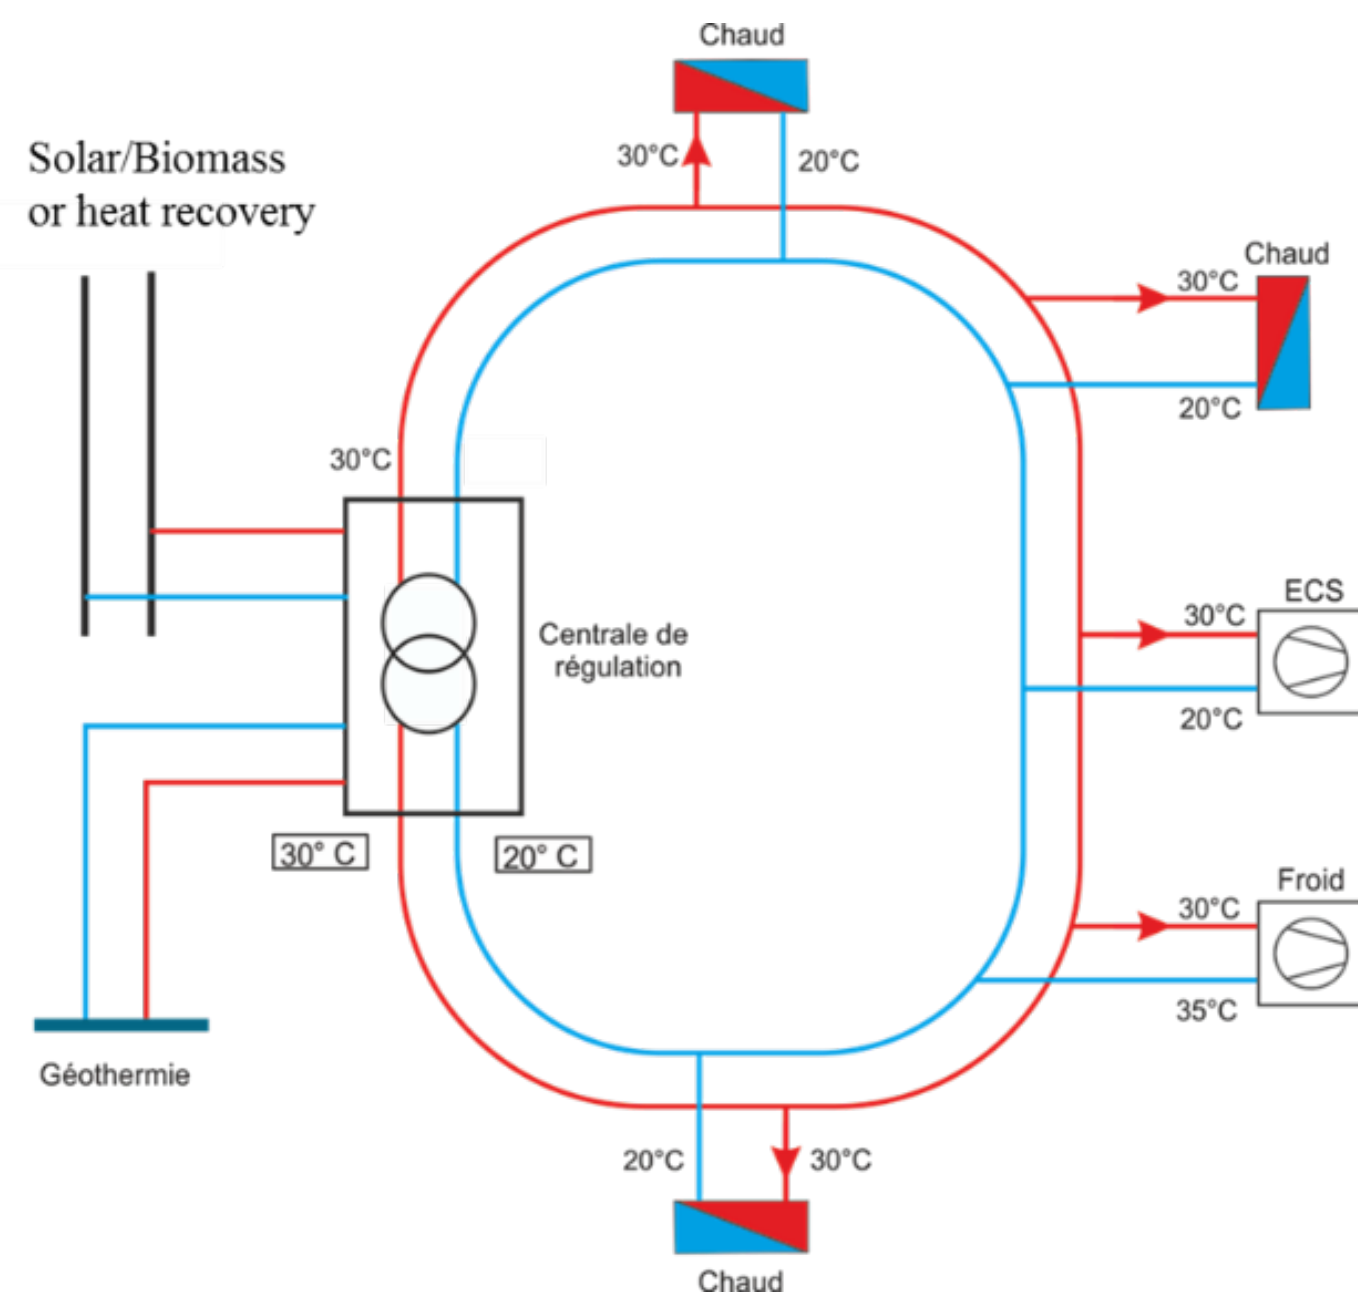 Chaud
30°C
20°C
Solar/Biomass
or heat recovery
Chaud
30°C
20°C
30°C
ECS
30°C
20°C
Centrale de
régulation
30° C
20° C
Froid
30°C
35°C
Géothermie
20°C
30°C
Chaud